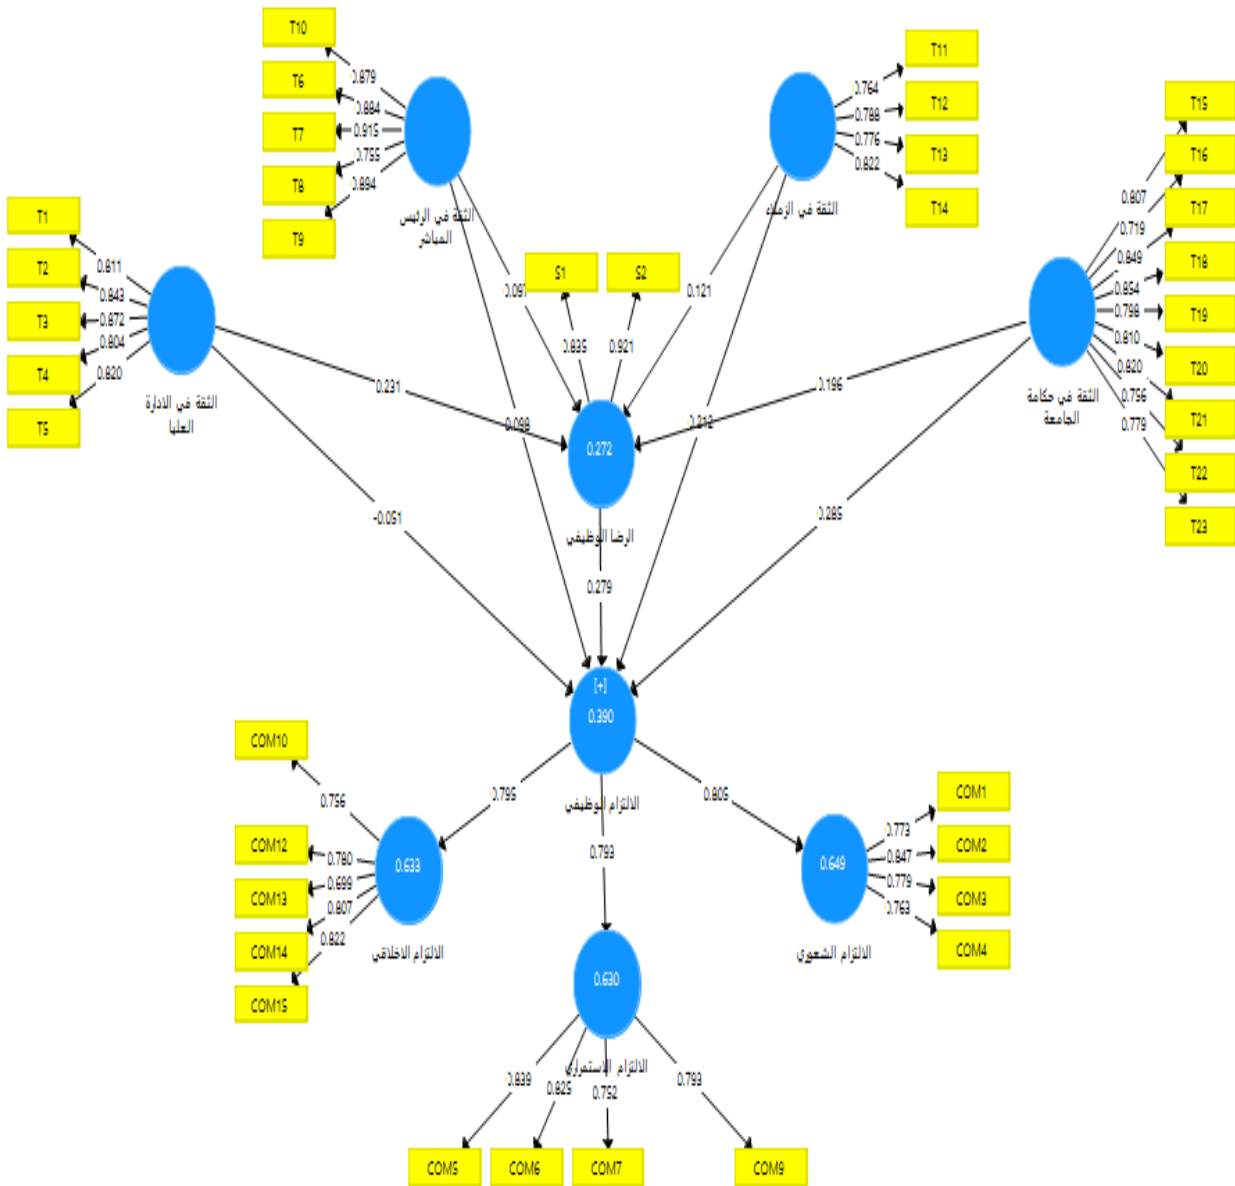 T10
T6
T7
T8
T9
0.879
0.884
0.915
0.755
0.894
الثقة في الرئيس
المباشر
T11
T12
T13
T14
0.764
0.788
0.776
0.822
الثقة في الزملاء
T15
T16
T17
T18
T19
T20
T21
T22
T23
0.807
0.719
0.849
0.854
0.798
0.810
0.820
0.756
0.779
الثقة في حكامة
الجامعة
T1
T2
T3
T4
T5
0.811
0.843
0.872
0.804
0.820
الثقة في الادارة
العليا
S1
S2
0.835
0.921
0.097
0.121
0.231
0.196
0.098
0.212
-0.051
0.285
0.272
الرضا الوظيفي
0.279
[+]
0.390
الالتزام الوظيفي
0.795
0.793
0.805
COM10
COM12
COM13
COM14
COM15
0.756
0.780
0.699
0.807
0.822
0.633
الالتزام الاخلاقي
COM1
COM2
COM3
COM4
0.773
0.847
0.779
0.763
0.649
الالتزام الشعوري
0.630
الالتزام الاستمراري
0.839
0.825
0.752
0.793
COM5
COM6
COM7
COM9